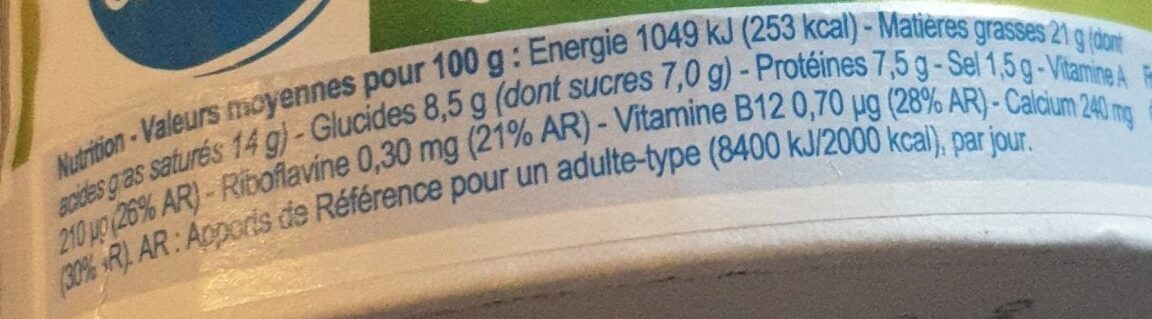 Nutrition - Valeurs moyennes pour 100 g : Energie 1049 kJ (253 kcal) - Matières grasses 21 g (dont
acides gras saturés 14 g) - Glucides 8,5 g (dont sucres 7,0 g) - Protéines 7,5 g - Sel 1,5 g - Vitamine A
210 µg (26% AR) - Riboflavine 0,30 mg (21% AR) - Vitamine B12 0,70 µg (28% AR) - Calcium 240 mg
(30% AR). AR : Apports de Référence pour un adulte-type (8400 kJ/2000 kcal), par jour.